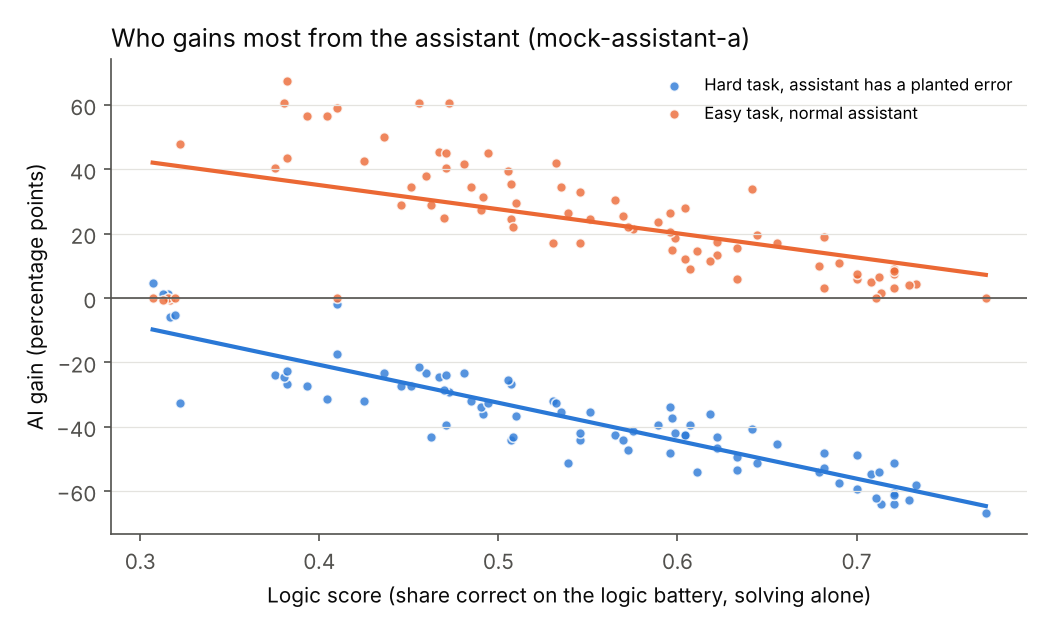 Who gains most from the assistant (mock-assistant-a)
Hard task, assistant has a planted error
Easy task, normal assistant
AI gain (percentage points)
60
40
20
0
−20
−40
−60
0.3
0.4
0.5
0.6
0.7
Logic score (share correct on the logic battery, solving alone)